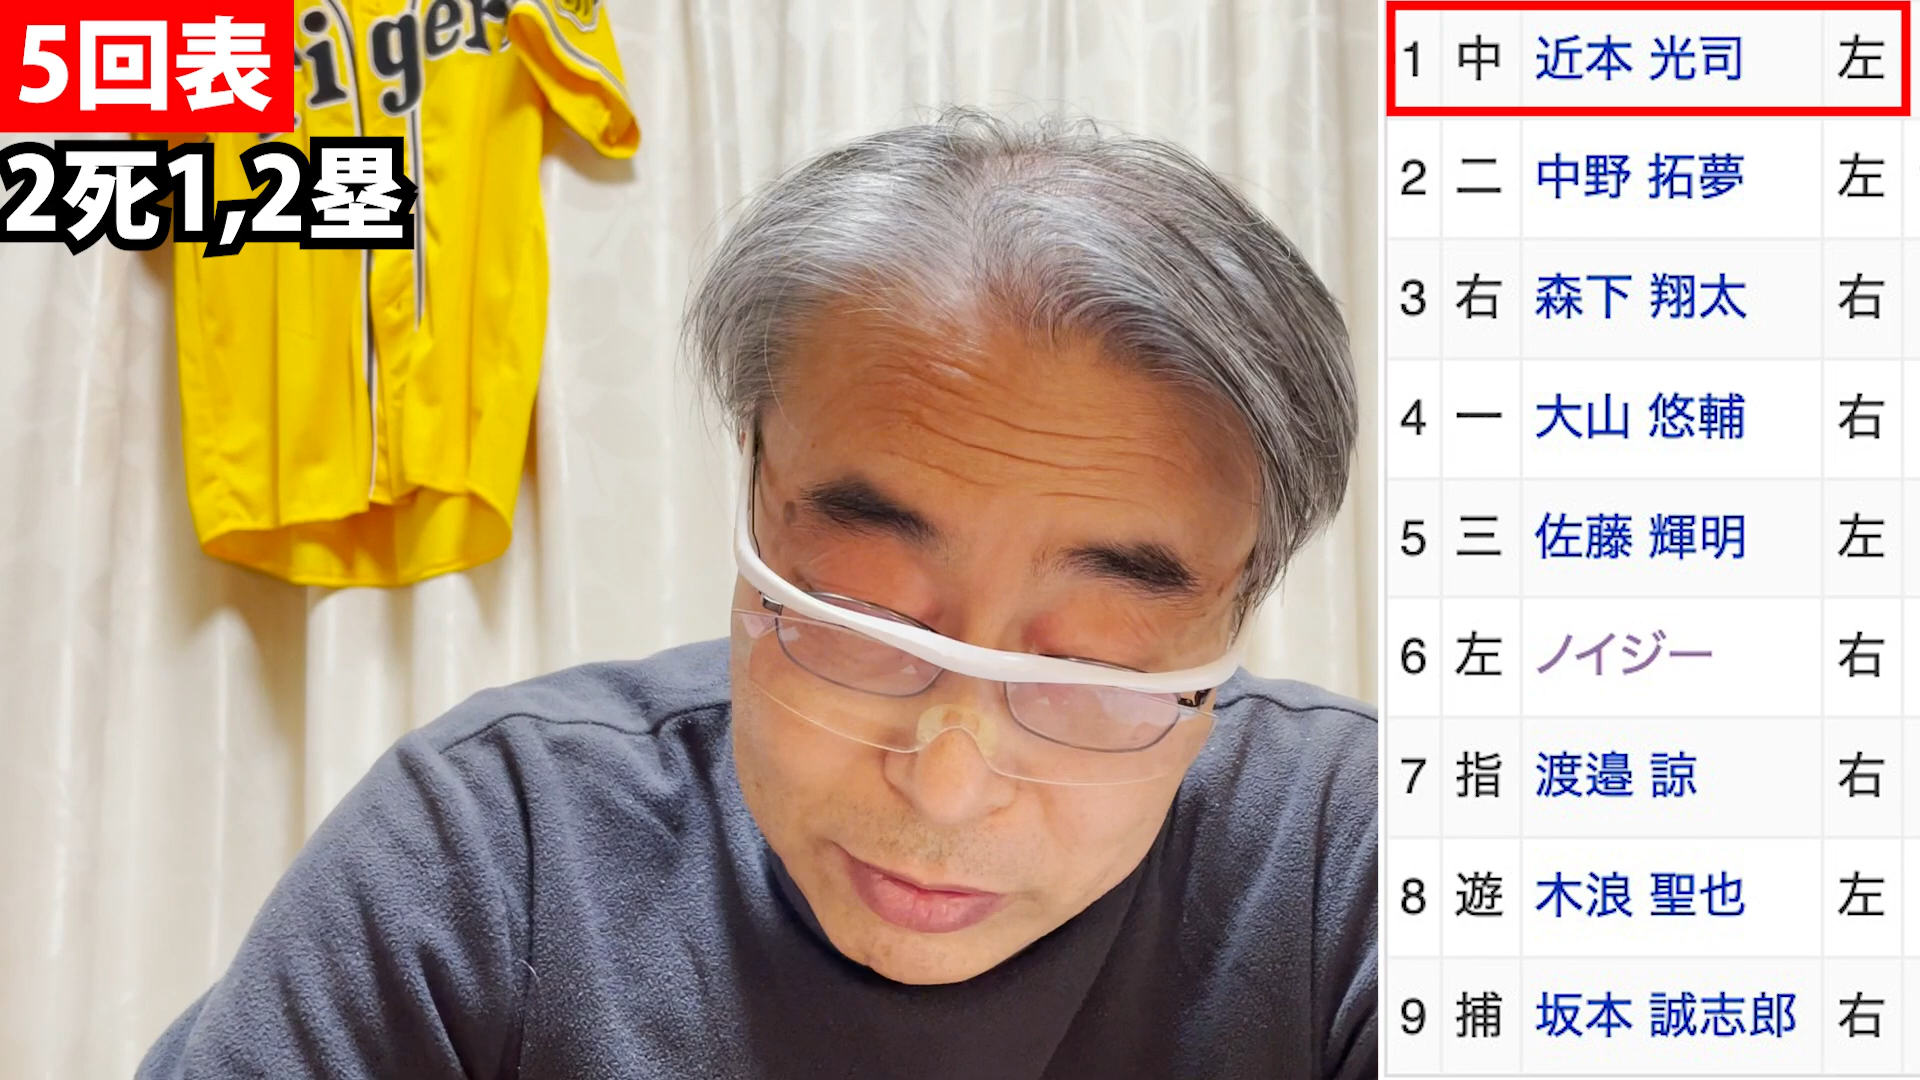 5回表
2死1,2塁
Tigers
1 中 近本 光司 左
2 二 中野 拓夢 左
3 右 森下 翔太 右
4 一 大山 悠輔 右
5 三 佐藤 輝明 左
6 左 ノイジー 右
7 指 渡邉 諒 右
8 遊 木浪 聖也 左
9 捕 坂本 誠志郎 右